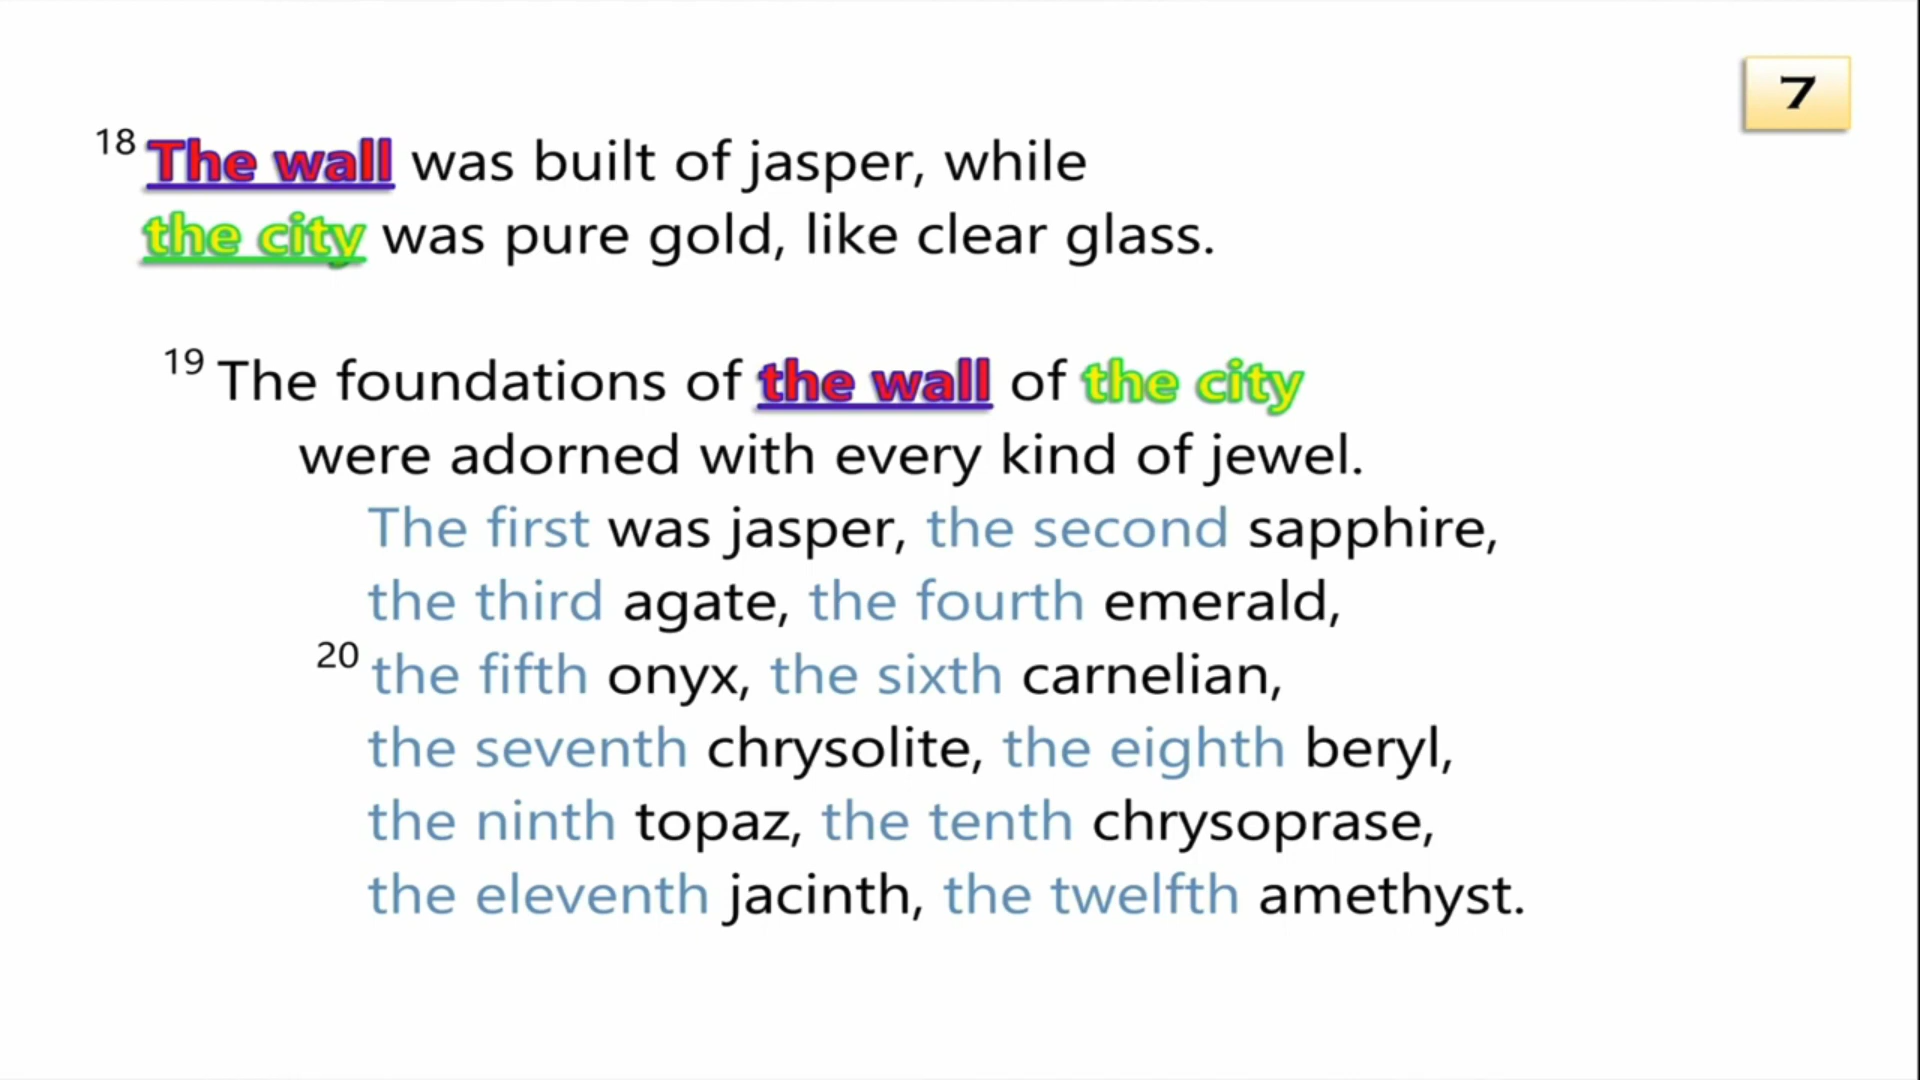 7
18 The wall was built of jasper, while
the city was pure gold, like clear glass.
19 The foundations of the wall of the city
were adorned with every kind of jewel.
The first was jasper, the second sapphire,
the third agate, the fourth emerald,
20 the fifth onyx, the sixth carnelian,
the seventh chrysolite, the eighth beryl,
the ninth topaz, the tenth chrysoprase,
the eleventh jacinth, the twelfth amethyst.